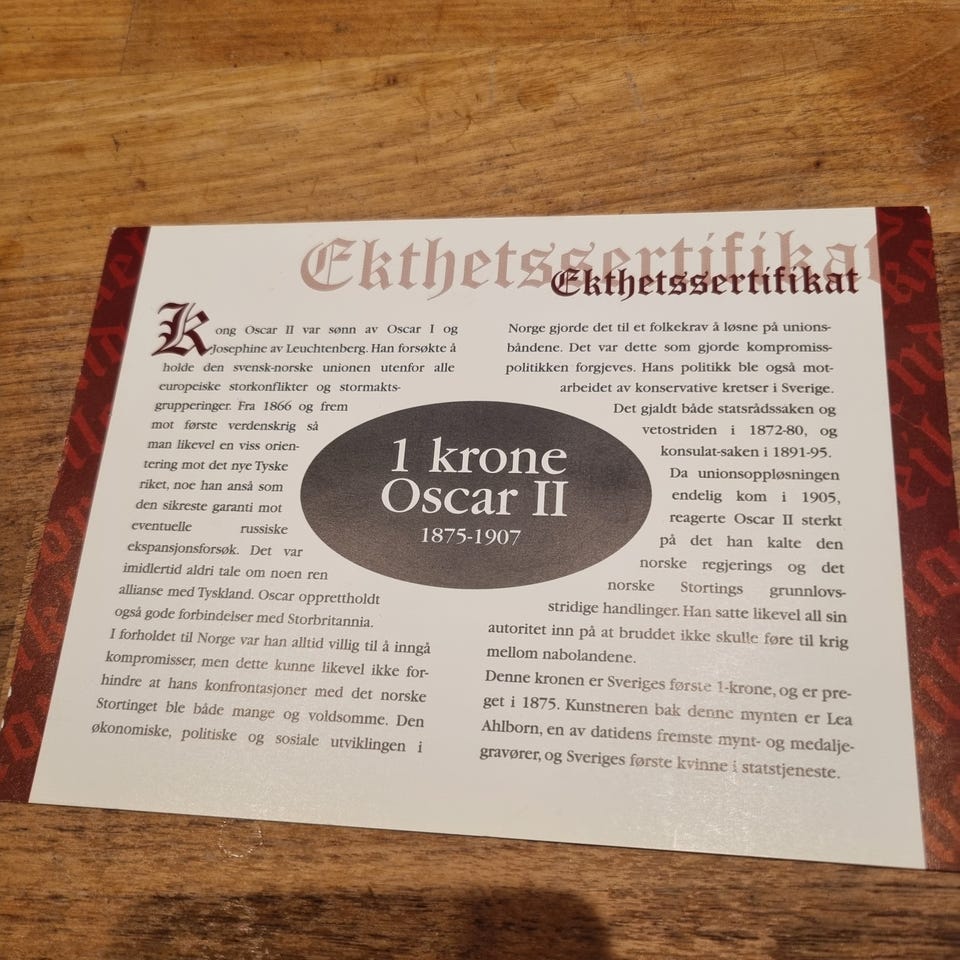 Ekthetssertifikat
Ekthetssertifikat
Kong Oscar II var sønn av Oscar I og
Josephine av Leuchtenberg. Han forsøkte å
holde den svensk-norske unionen utenfor alle
europeiske storkonflikter og stormakts-
grupperinger. Fra 1866 og frem
mot første verdenskrig så
man likevel en viss orien-
tering mot det nye Tyske
riket, noe han anså som
den sikreste garanti mot
eventuelle russiske
ekspansjonsforsøk. Det var
imidlertid aldri tale om noen ren
allianse med Tyskland. Oscar opprettholdt
også gode forbindelser med Storbritannia.
I forholdet til Norge var han alltid villig til å inngå
kompromisser, men dette kunne likevel ikke for-
hindre at hans konfrontasjoner med det norske
Stortinget ble både mange og voldsomme. Den
økonomiske, politiske og sosiale utviklingen i
1 krone
Oscar II
1875-1907
Norge gjorde det til et folkekrav å løsne på unions-
båndene. Det var dette som gjorde kompromiss-
politikken forgjeves. Hans politikk ble også mot-
arbeidet av konservative kretser i Sverige.
Det gjaldt både statsrådssaken og
vetostriden i 1872-80, og
konsulat-saken i 1891-95.
Da unionsoppløsningen
endelig kom i 1905,
reagerte Oscar II sterkt
på det han kalte den
norske regjerings og det
norske Stortings grunnlovs-
stridige handlinger. Han satte likevel all sin
autoritet inn på at bruddet ikke skulle føre til krig
mellom nabolandene.
Denne kronen er Sveriges første 1-krone, og er pre-
get i 1875. Kunstneren bak denne mynten er Lea
Ahlborn, en av datidens fremste mynt- og medalje-
gravører, og Sveriges første kvinne i statstjeneste.